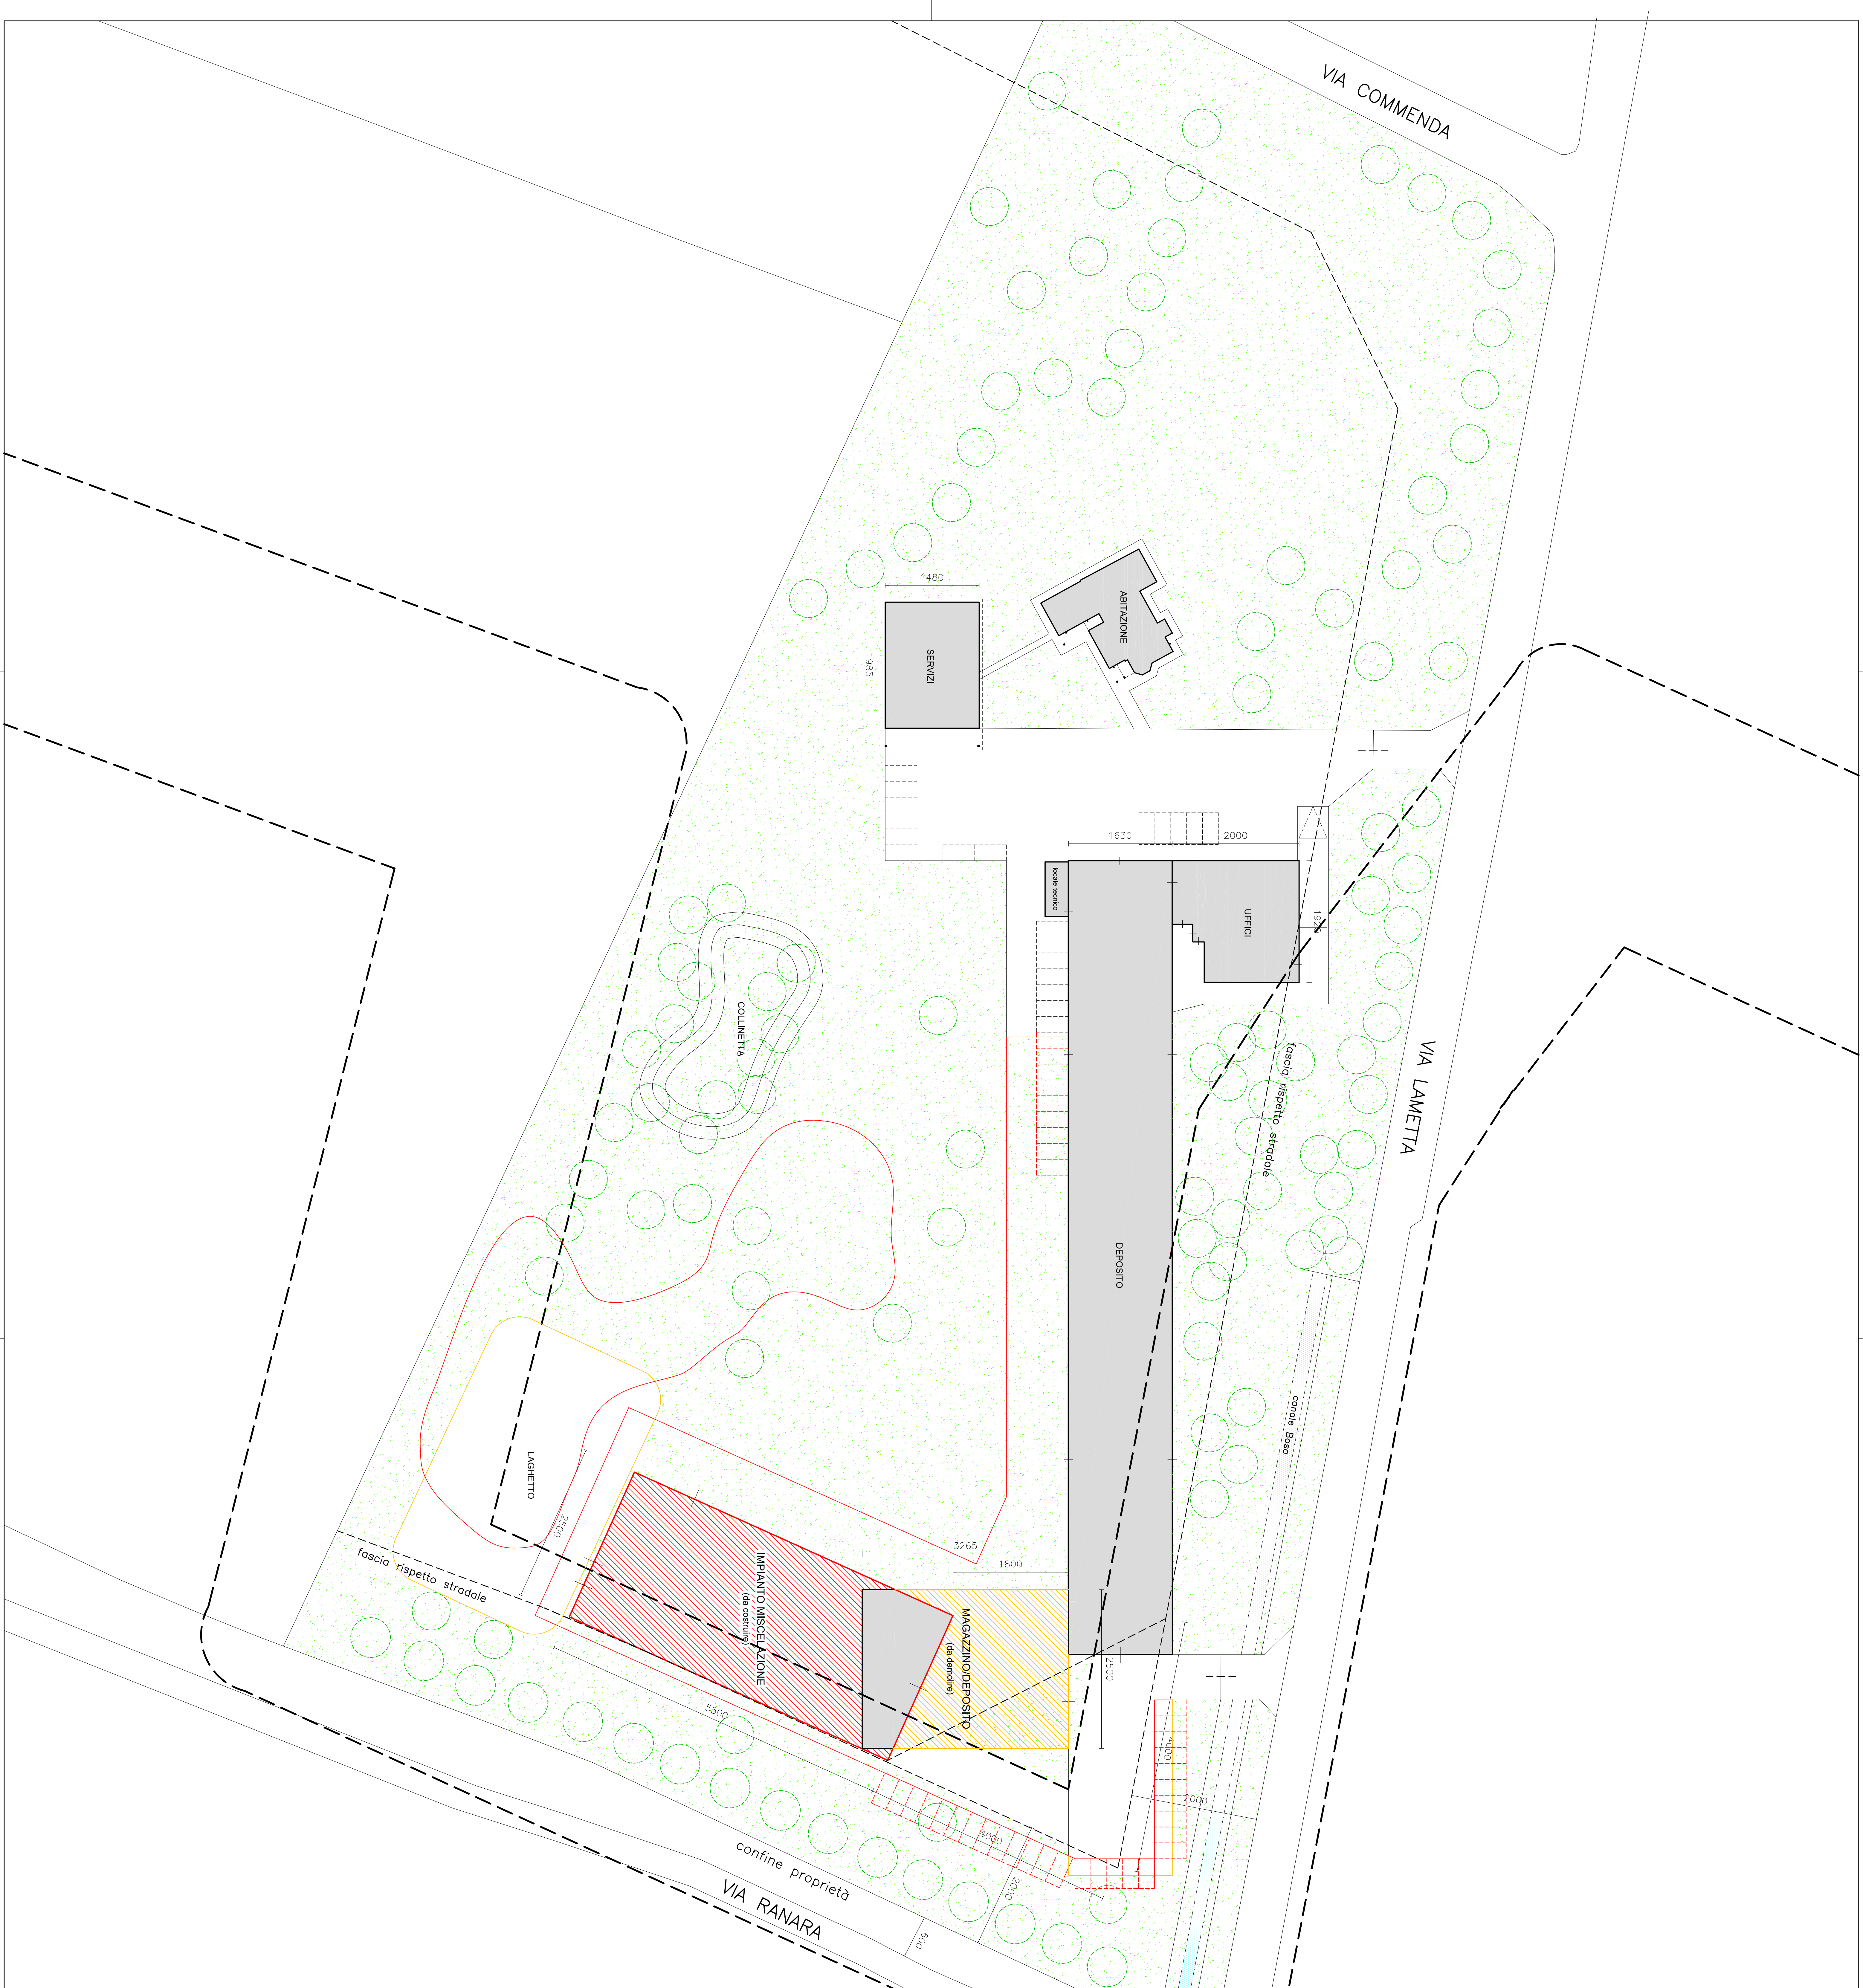 VIA COMMENDA
1480
1985
SERVIZI
ABITAZIONE
1630
2000
locale tecnico
UFFICI
COLLINETTA
VIA LAMETTA
fascia rispetto stradale
DEPOSITO
canale Bosa
LAGHETTO
2500
fascia rispetto stradale
3265
1800
IMPIANTO MISCELAZIONE
(da costruire)
MAGAZZINO/DEPOSITO
(da demolire)
2500
5500
4000
2000
4000
2000
confine proprietà
VIA RANARA
600